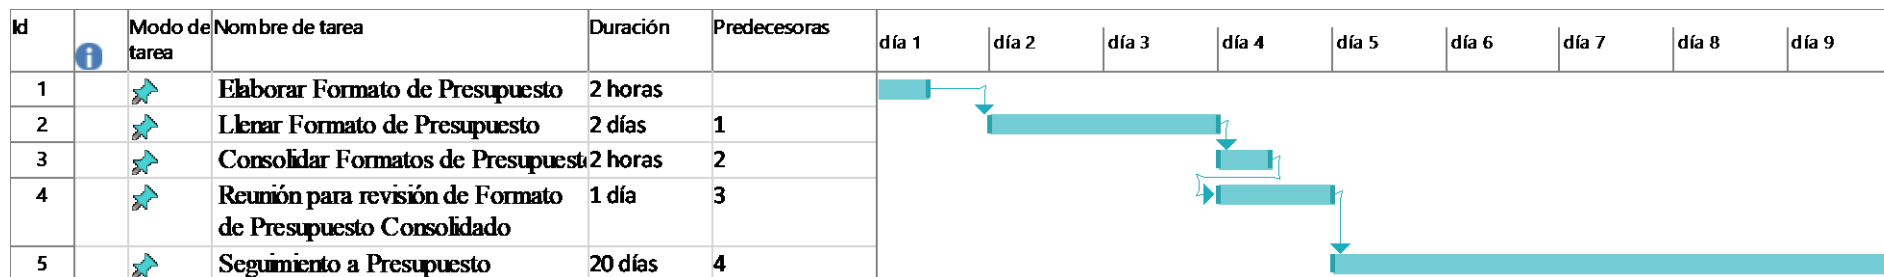 Id Modo de tarea Nombre de tarea Duración Predecesoras día 1 día 2 día 3 día 4 día 5 día 6 día 7 día 8 día 9
1 Elaborar Formato de Presupuesto 2 horas
2 Llenar Formato de Presupuesto 2 días 1
3 Consolidar Formatos de Presupuesto 2 horas 2
4 Reunión para revisión de Formato 1 día 3
de Presupuesto Consolidado
5 Seguimiento a Presupuesto 20 días 4